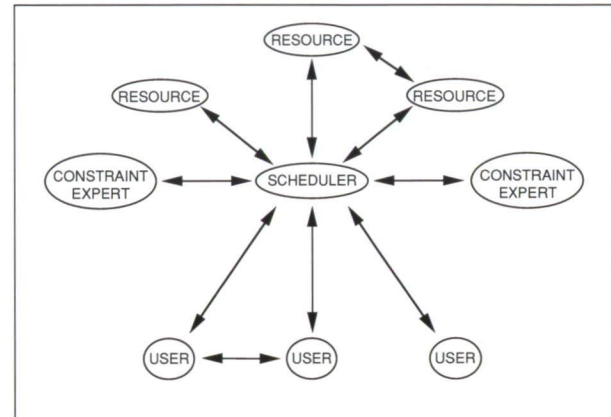 RESOURCE
RESOURCE
RESOURCE
CONSTRAINT
EXPERT
SCHEDULER
CONSTRAINT
EXPERT
USER
USER
USER